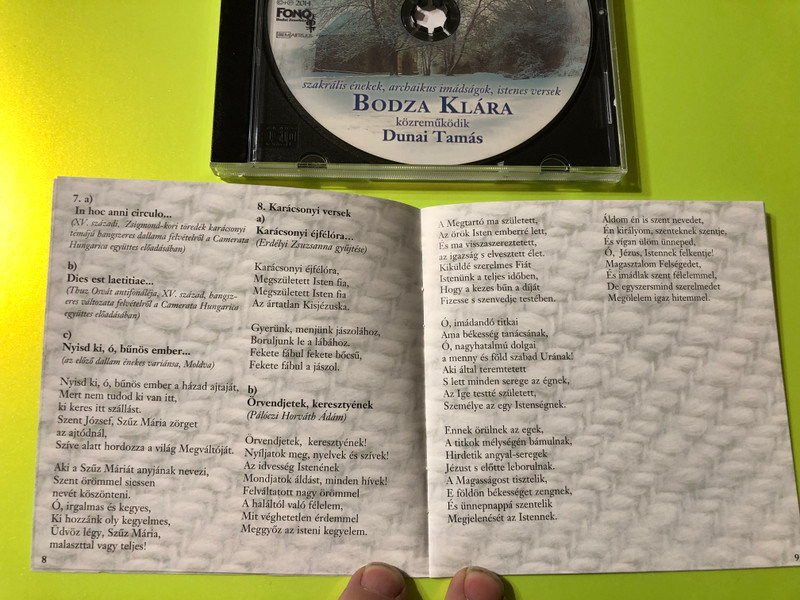 ℗+© 2014
FONÓ
szakrális énekek, archaikus imádságok, istenes versek
BODZA KLÁRA
közreműködik
Dunai Tamás
7. a)
In hoc anni circulo...
(XV. századi, Zsigmond-kori töredék karácsonyi
témájú hangszeres dallama felvételről a Camerata
Hungarica együttes előadásában)
b)
Dies est laetitiae...
(Thuz Orvát antifonáléja, XV. század, hangsz-
eres változata felvételről a Camerata Hungarica
együttes előadásában)
c)
Nyisd ki, ó, bűnös ember...
(az előző dallam énekes variánsa, Moldva)
Nyisd ki, ó, bűnös ember a házad ajtaját,
Mert nem tudod ki van itt,
ki keres itt szállást.
Szent József, Szűz Mária zörget
az ajtódnál,
Szíve alatt hordozza a világ Megváltóját.
Aki a Szűz Máriát anyjának nevezi,
Szent örömmel siessen
nevét köszönteni.
Ó, irgalmas és kegyes,
Ki hozzánk oly kegyelmes,
Üdvöz légy, Szűz Mária,
malaszttal vagy teljes!
8
8. Karácsonyi versek
a)
Karácsonyi éjfélóra...
(Erdélyi Zsuzsanna gyűjtése)
Karácsonyi éjfélóra,
Megszületett Isten fia,
Megszületett Isten fia
Az ártatlan Kisjézuska,
Gyerünk, menjünk jászolához,
Boruljunk le a lábához.
Fekete fábul fekete bőcsű,
Fekete fábul a jászol.
b)
Örvendjetek, keresztyének
(Pálóczi Horváth Ádám)
Örvendjetek, keresztyének!
Nyíljatok meg, nyelvek és szívek!
Az idvesség Istenének
Mondjatok áldást, minden hívek!
Felváltatott nagy örömmel
A haláltól való félelem,
Mit véghetetlen érdemmel
Meggyőz az isteni kegyelem.
A Megtartó ma született,
Az örök Isten emberré lett,
És ma visszaszereztetett,
az igazság s elvesztett élet.
Kiküldé szerelmes Fiát
Istenünk a teljes időben,
Hogy a kezes bűn a díját
Fizesse s szenvedje testében.
Ó, imádandó titkai
Ama békesség tanácsának,
Ó, nagyhatalmú dolgai
a menny és föld szabad Urának!
Aki által teremtetett
S lett minden serege az égnek,
Az Ige testté született,
Személye az egy Istenségnek.
Ennek örülnek az egek,
A titkok mélységén bámulnak,
Hirdetik angyal-seregek
Jézust s előtte leborulnak.
A Magasságot tisztelik,
E földön békességet zengnek,
És ünnepnappá szentelik
Megjelenését az Istennek.
Áldom én is szent nevedet,
Én királyom, szenteknek szentje,
És vígan ülöm ünneped,
Ó, Jézus, Istennek felkentje!
Magasztalom Felségedet,
És imádlak szent félelemmel,
De egyszersmind szerelmedet
Megölelem igaz hitemmel.
9